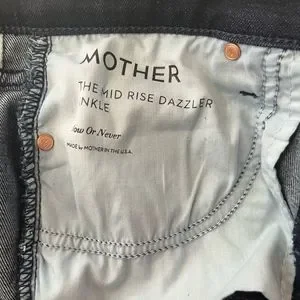 MOTHER
THE MID RISE DAZZLER
NKLE
ow Or Never
MADE by MOTHER IN THE U.S.A.